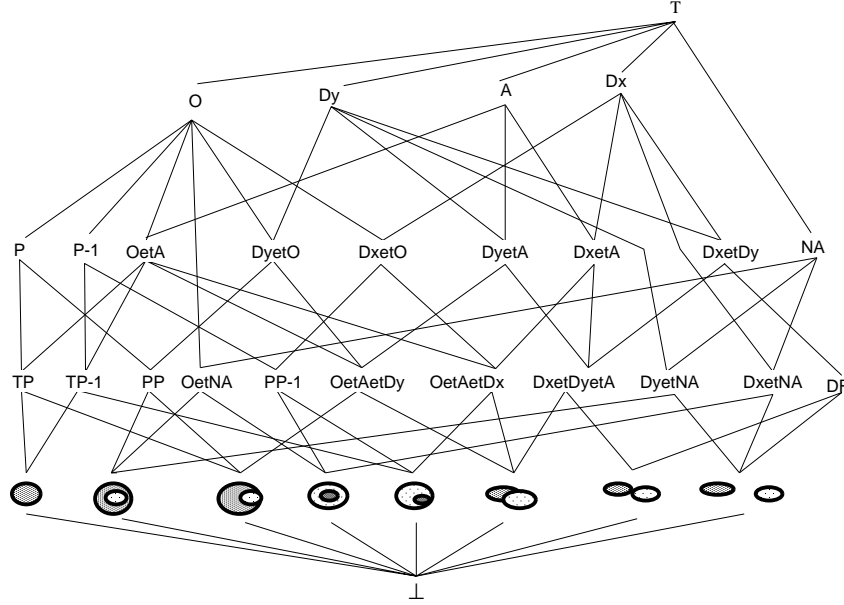 T
O Dy A Dx
P P-1 OetA DyetO DxetO DyetA DxetA DxetDy NA
TP TP-1 PP OetNA PP-1 OetAetDy OetAetDx DxetDyetA DyetNA DxetNA
⊥